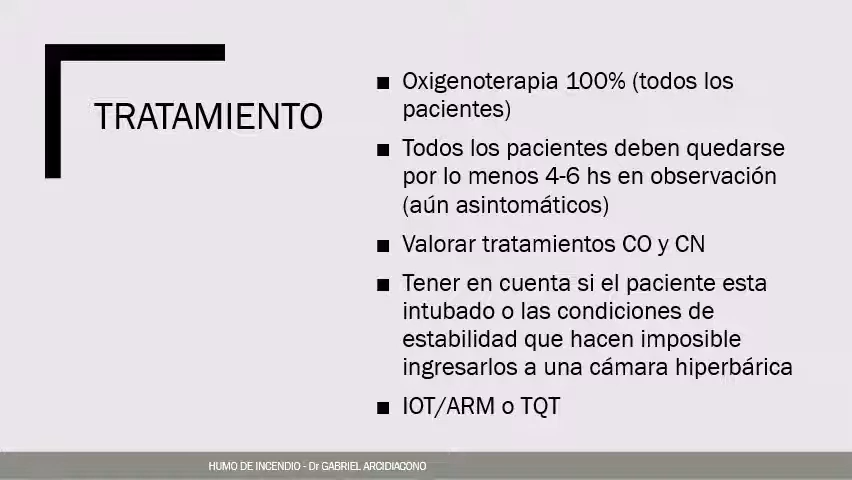 TRATAMIENTO
■ Oxigenoterapia 100% (todos los
pacientes)
■ Todos los pacientes deben quedarse
por lo menos 4-6 hs en observación
(aún asintomáticos)
■ Valorar tratamientos CO y CN
■ Tener en cuenta si el paciente esta
intubado o las condiciones de
estabilidad que hacen imposible
ingresarlos a una cámara hiperbárica
■ IOT/ARM o TQT
HUMO DE INCENDIO - Dr GABRIEL ARCIDIACONO